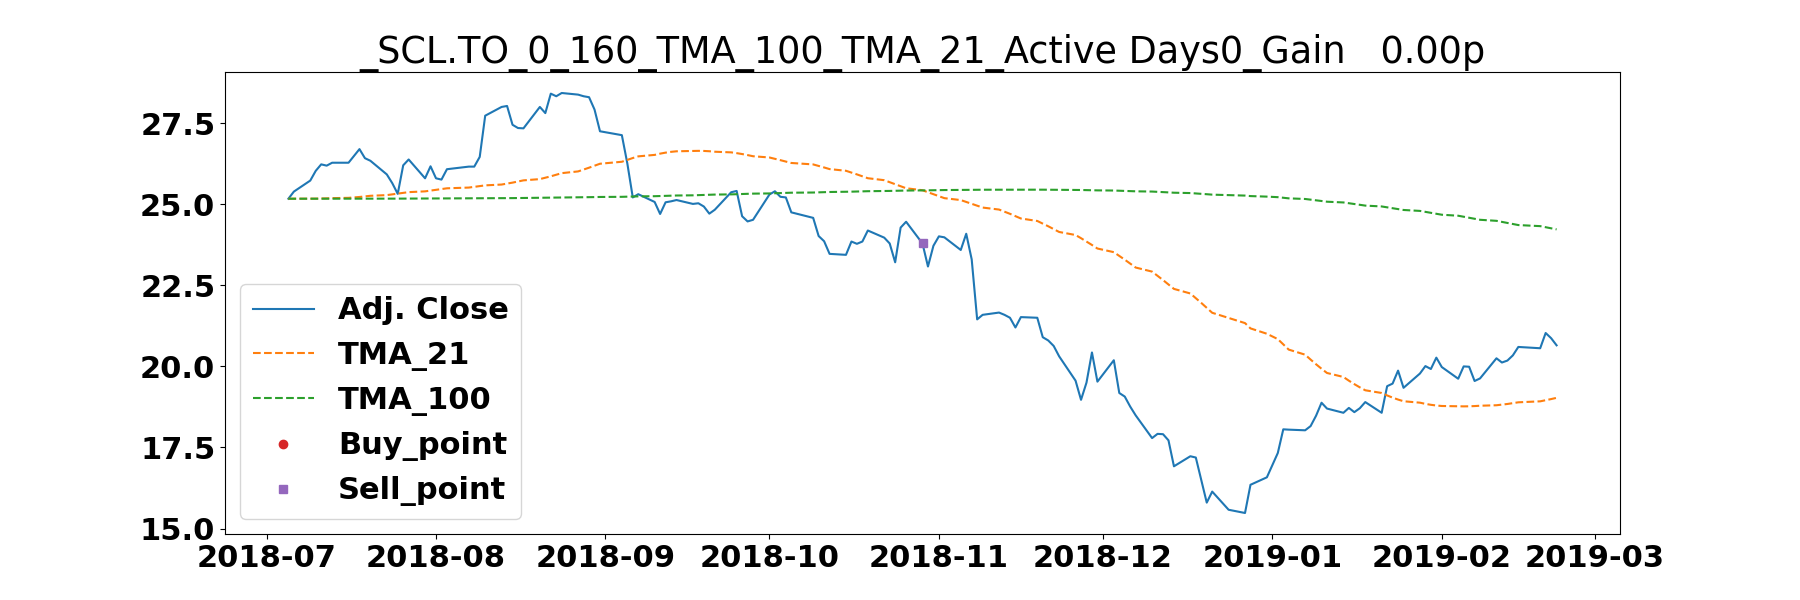 _SCL.TO_0_160_TMA_100_TMA_21_Active Days0_Gain   0.00p
27.5
25.0
22.5
20.0
17.5
15.0
Adj. Close
TMA_21
TMA_100
Buy_point
Sell_point
2018-07 2018-08 2018-09 2018-10 2018-11 2018-12 2019-01 2019-02 2019-03